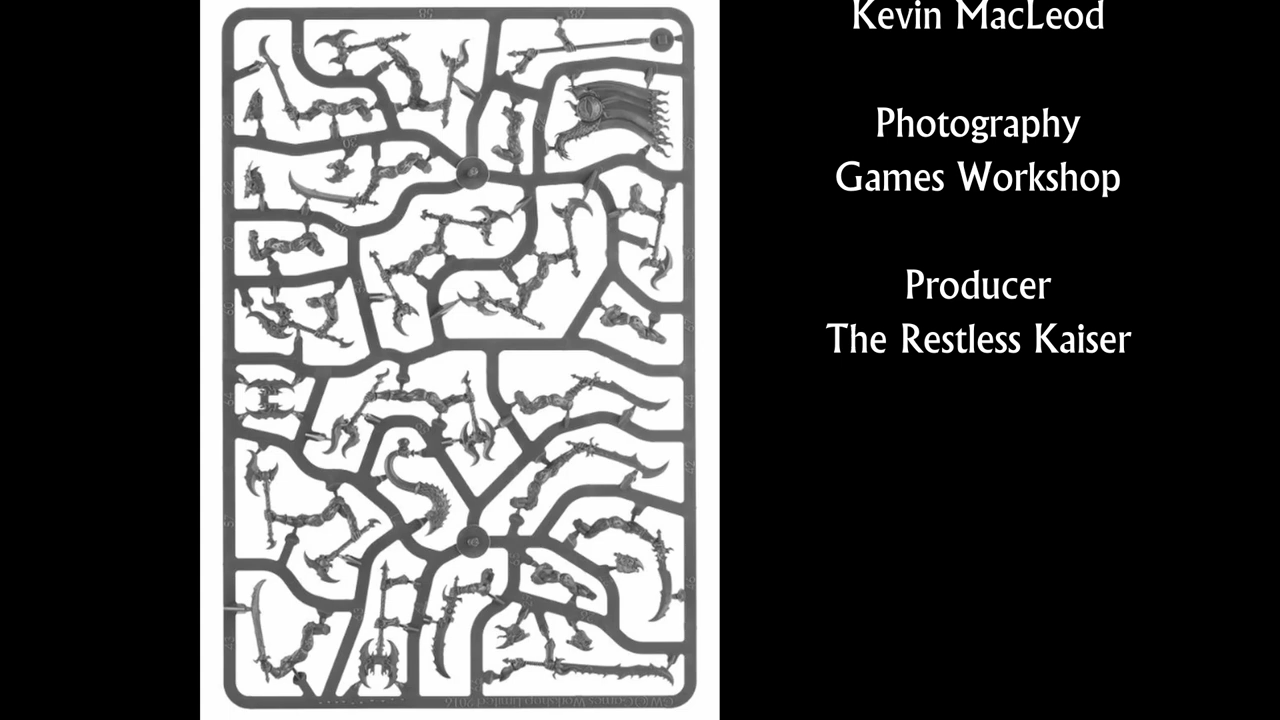 Kevin MacLeod
Photography
Games Workshop
Producer
The Restless Kaiser